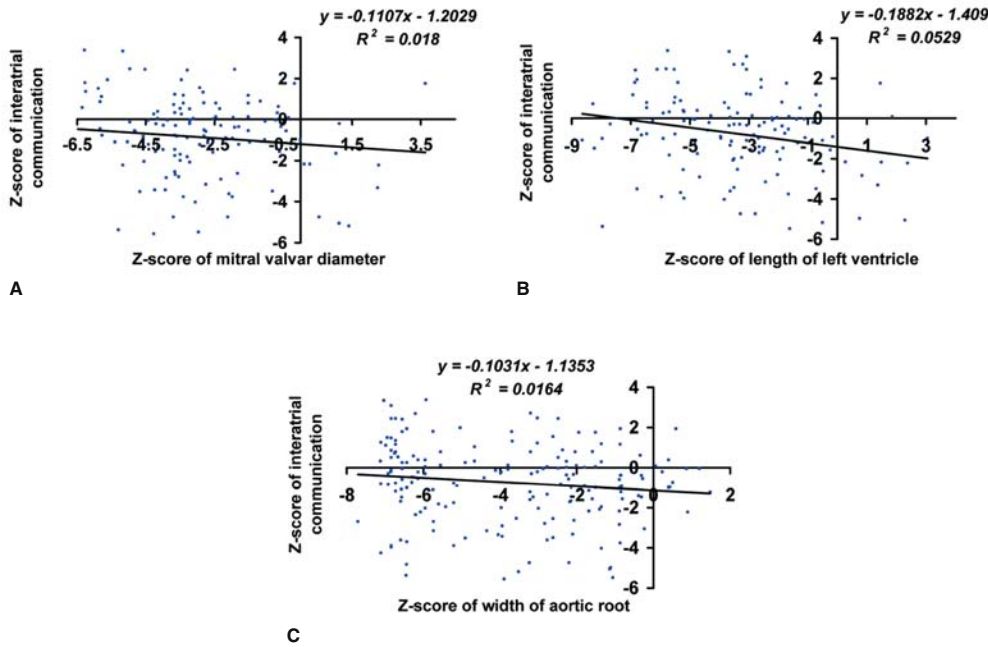 y = -0.1107x - 1.2029
R² = 0.018
4
2
0
-2
-4
-6
-6.5 -4.5 -2.5 -0.5 1.5 3.5
Z-score of interatrial
communication
Z-score of mitral valvar diameter
A
y = -0.1882x - 1.409
R² = 0.0529
4
2
0
-2
-4
-6
-9 -7 -5 -3 -1 1 3
Z-score of interatrial
communication
Z-score of length of left ventricle
B
y = -0.1031x - 1.1353
R² = 0.0164
4
2
0
-2
-4
-6
-8 -6 -4 -2 0 2
Z-score of interatrial
communication
Z-score of width of aortic root
C